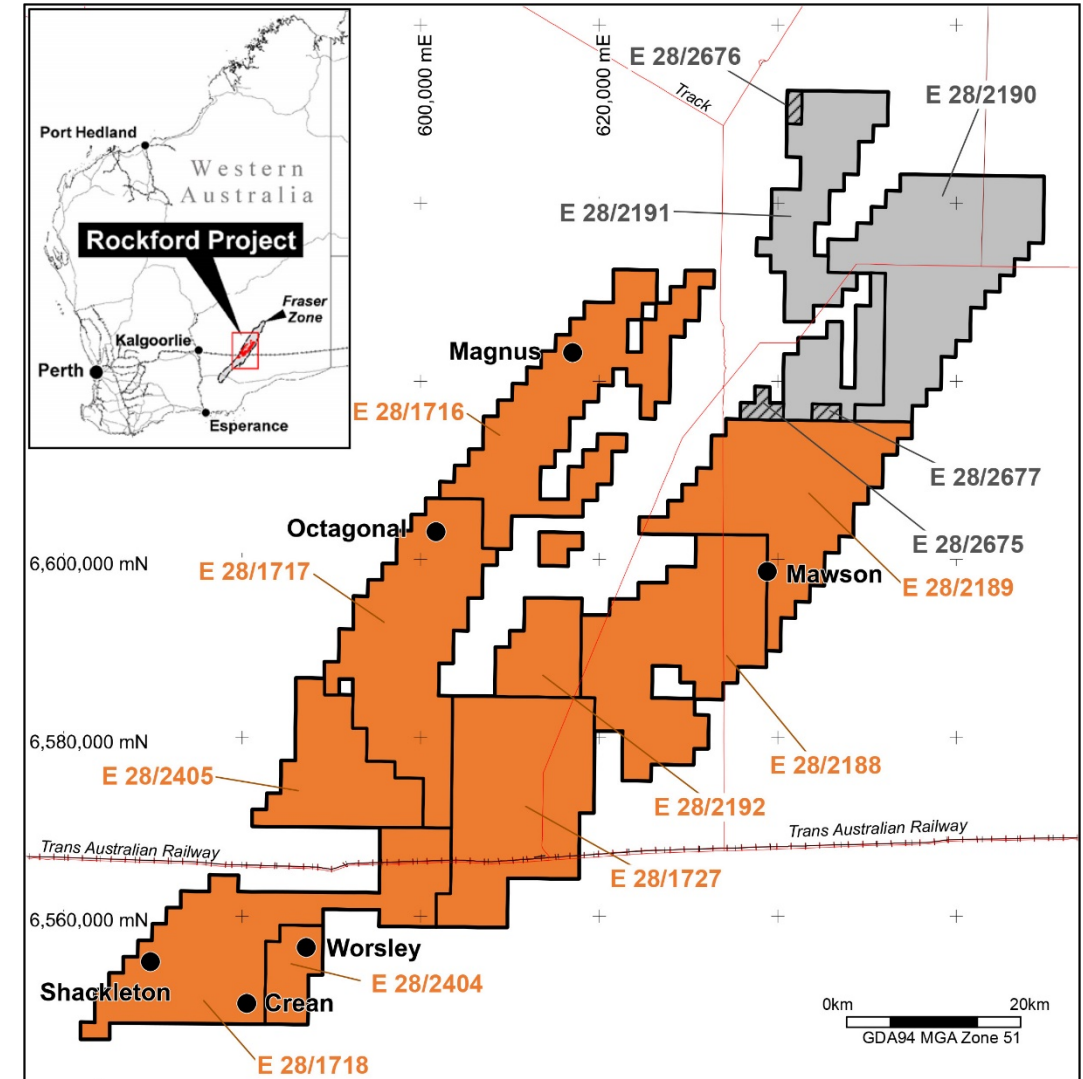 Port Hedland
Western
Australia
Rockford Project
Fraser
Zone
Kalgoorlie
Perth
Esperance
600,000 mE
620,000 mE
Track
E 28/2676
E 28/2190
E 28/2191
Magnus
E 28/1716
E 28/2677
Octagonal
E 28/2675
6,600,000 mN
E 28/1717
Mawson
E 28/2189
6,580,000 mN
E 28/2405
E 28/2188
E 28/2192
Trans Australian Railway
Trans Australian Railway
E 28/1727
6,560,000 mN
Worsley
E 28/2404
Shackleton
Crean
E 28/1718
0km
20km
GDA94 MGA Zone 51